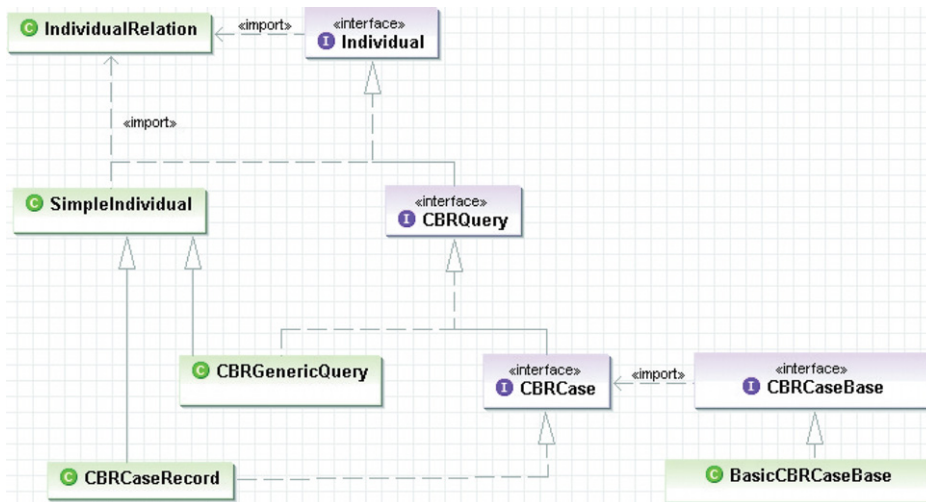 IndividualRelation
«import»
«interface»
I Individual
«import»
C SimpleIndividual
«interface»
I CBRQuery
C CBRGenericQuery
«interface»
I CBRCase
«import»
«interface»
I CBRCaseBase
C CBRCaseRecord
C BasicCBRCaseBase